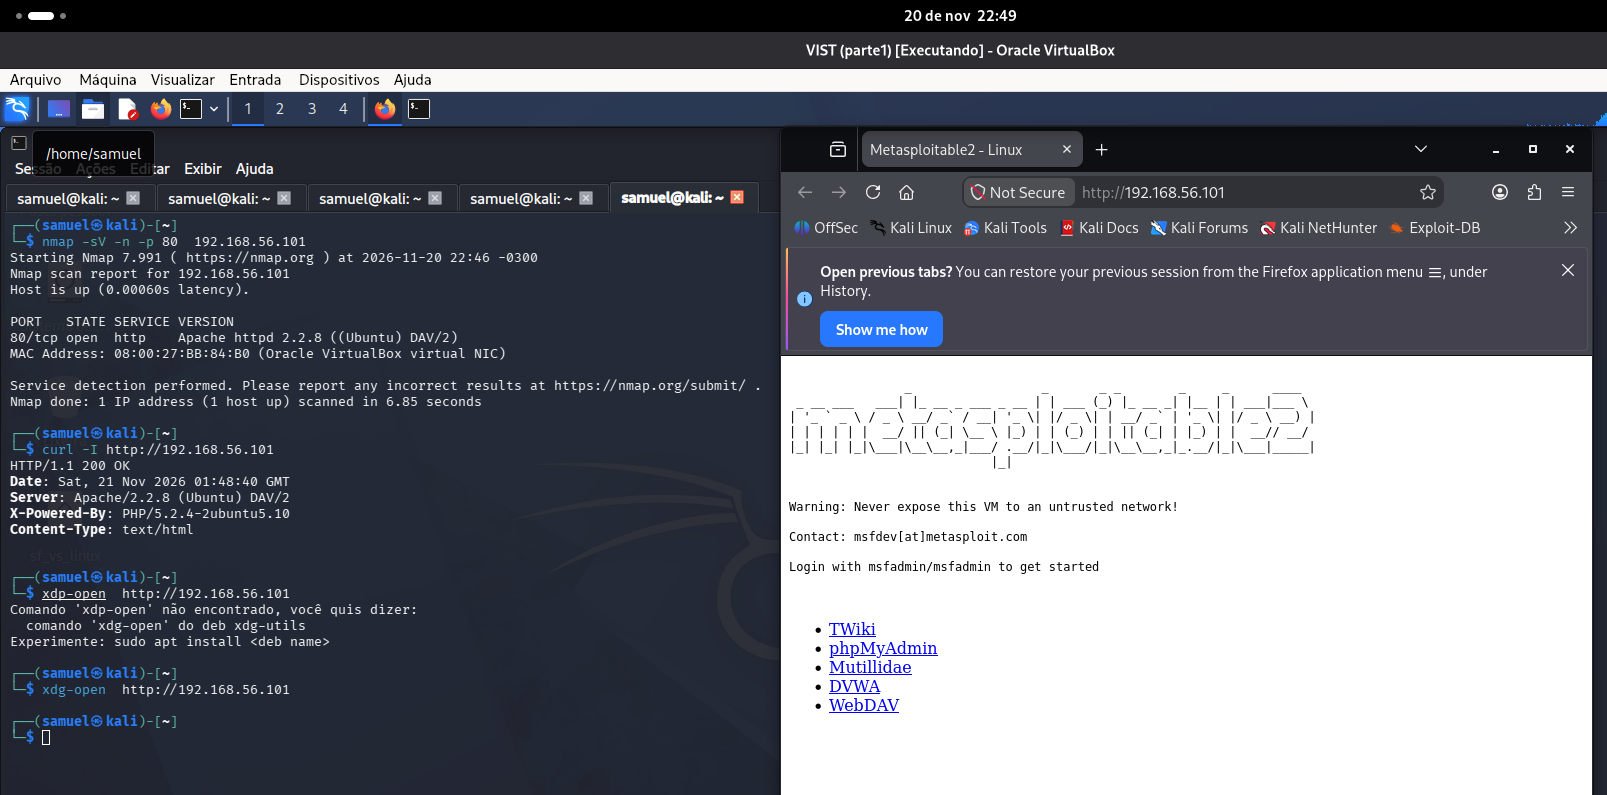 20 de nov 22:49
VIST (parte1) [Executando] - Oracle VirtualBox
Arquivo Máquina Visualizar Entrada Dispositivos Ajuda
1 2 3 4
/home/samuel
Sessão Ações Editar Exibir Ajuda
samuel@kali: ~ samuel@kali: ~ samuel@kali: ~ samuel@kali: ~ samuel@kali: ~
┌──(samuel㉿kali)-[~]
└─$ nmap -sV -n -p 80  192.168.56.101
Starting Nmap 7.991 ( https://nmap.org ) at 2026-11-20 22:46 -0300
Nmap scan report for 192.168.56.101
Host is up (0.00060s latency).
PORT   STATE SERVICE VERSION
80/tcp open  http    Apache httpd 2.2.8 ((Ubuntu) DAV/2)
MAC Address: 08:00:27:BB:84:B0 (Oracle VirtualBox virtual NIC)
Service detection performed. Please report any incorrect results at https://nmap.org/submit/ .
Nmap done: 1 IP address (1 host up) scanned in 6.85 seconds
┌──(samuel㉿kali)-[~]
└─$ curl -I http://192.168.56.101
HTTP/1.1 200 OK
Date: Sat, 21 Nov 2026 01:48:40 GMT
Server: Apache/2.2.8 (Ubuntu) DAV/2
X-Powered-By: PHP/5.2.4-2ubuntu5.10
Content-Type: text/html
sf_vs_linux
┌──(samuel㉿kali)-[~]
└─$ xdp-open  http://192.168.56.101
Comando 'xdp-open' não encontrado, você quis dizer:
  comando 'xdg-open' do deb xdg-utils
Experimente: sudo apt install <deb name>
┌──(samuel㉿kali)-[~]
└─$ xdg-open  http://192.168.56.101
┌──(samuel㉿kali)-[~]
└─$
Metasploitable2 - Linux
Not Secure http://192.168.56.101
OffSec Kali Linux Kali Tools Kali Docs Kali Forums Kali NetHunter Exploit-DB
Open previous tabs? You can restore your previous session from the Firefox application menu ☰, under
History.
Show me how
metasploitable2
Warning: Never expose this VM to an untrusted network!
Contact: msfdev[at]metasploit.com
Login with msfadmin/msfadmin to get started
• TWiki
• phpMyAdmin
• Mutillidae
• DVWA
• WebDAV